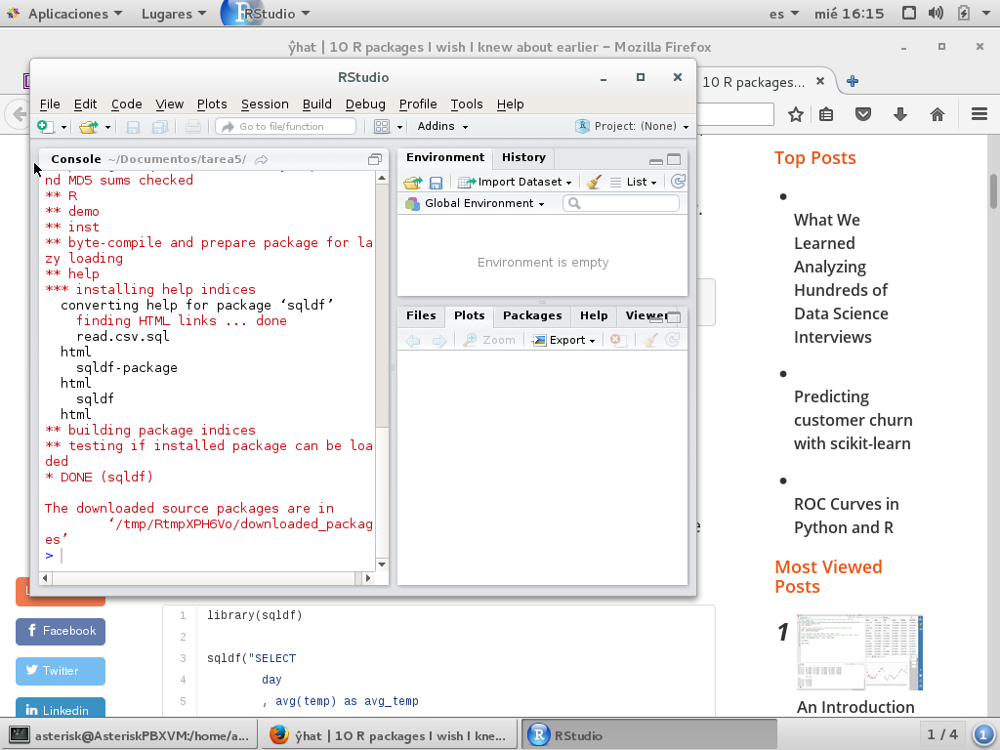 Aplicaciones Lugares RStudio es mié 16:15
ŷhat | 10 R packages I wish I knew about earlier – Mozilla Firefox
10 R packages...
RStudio
File Edit Code View Plots Session Build Debug Profile Tools Help
Go to file/function Addins Project: (None)
Console ~/Documentos/tarea5/
nd MD5 sums checked
** R
** demo
** inst
** byte-compile and prepare package for la
zy loading
** help
*** installing help indices
converting help for package ‘sqldf’
finding HTML links ... done
read.csv.sql
html
sqldf-package
html
sqldf
html
** building package indices
** testing if installed package can be loa
ded
* DONE (sqldf)
The downloaded source packages are in
‘/tmp/RtmpXPH6Vo/downloaded_packag
es’
>
Environment History
Import Dataset List
Global Environment
Environment is empty
Files Plots Packages Help Viewer
Zoom Export
Top Posts
What We
Learned
Analyzing
Hundreds of
Data Science
Interviews
Predicting
customer churn
with scikit-learn
ROC Curves in
Python and R
Most Viewed
Posts
1
An Introduction
Facebook
Twitter
Linkedin
1 library(sqldf)
2
3 sqldf("SELECT
4 day
5 , avg(temp) as avg_temp
asterisk@AsteriskPBXVM:/home/a...
ŷhat | 10 R packages I wish I kne...
RStudio
1 / 4
1